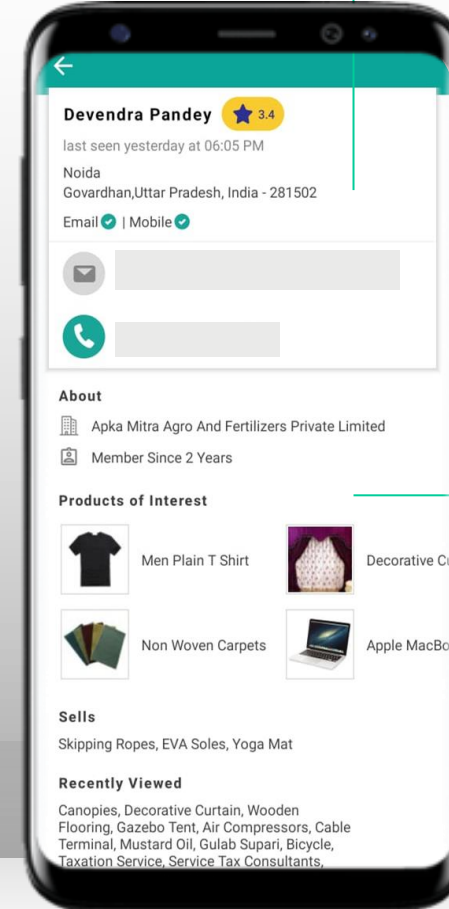 Devendra Pandey 3.4
last seen yesterday at 06:05 PM
Noida
Govardhan,Uttar Pradesh, India - 281502
Email | Mobile
About
Apka Mitra Agro And Fertilizers Private Limited
Member Since 2 Years
Products of Interest
Men Plain T Shirt
Decorative
Non Woven Carpets
Apple
Sells
Skipping Ropes, EVA Soles, Yoga Mat
Recently Viewed
Canopies, Decorative Curtain, Wooden
Flooring, Gazebo Tent, Air Compressors, Cable
Terminal, Mustard Oil, Gulab Supari, Bicycle,
Taxation Service, Service Tax Consultants,